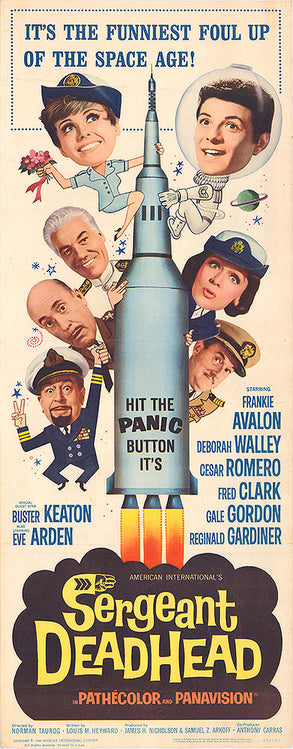 IT'S THE FUNNIEST FOUL UP
OF THE SPACE AGE!
HIT THE
PANIC
BUTTON
IT'S
STARRING
FRANKIE
AVALON
DEBORAH WALLEY
CESAR ROMERO
FRED CLARK
GALE GORDON
REGINALD GARDINER
SPECIAL
GUEST STAR
BUSTER KEATON
ALSO
STARRING
EVE ARDEN
AMERICAN INTERNATIONAL'S
Sergeant
DEADHEAD
IN PATHÉCOLOR AND PANAVISION®
Directed by
NORMAN TAUROG
Written by
LOUIS M. HEYWARD
Produced by
JAMES H. NICHOLSON & SAMUEL Z. ARKOFF
Co-Producer
ANTHONY CARRAS